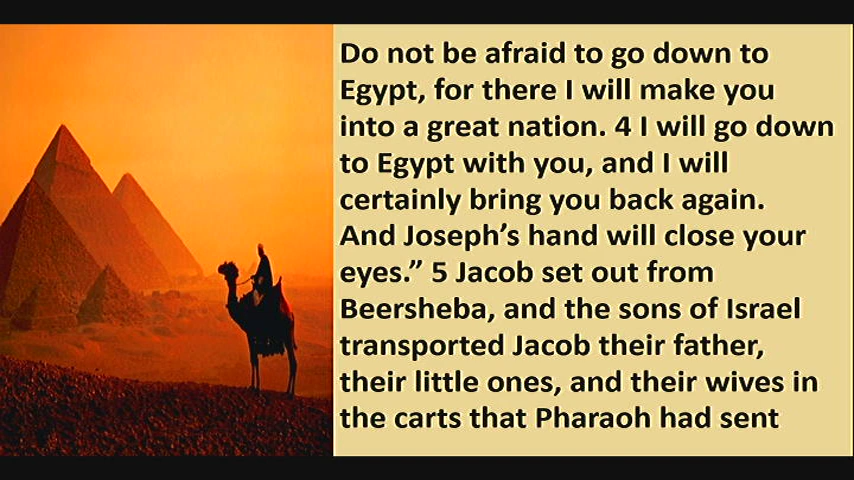 Do not be afraid to go down to
Egypt, for there I will make you
into a great nation. 4 I will go down
to Egypt with you, and I will
certainly bring you back again.
And Joseph’s hand will close your
eyes.” 5 Jacob set out from
Beersheba, and the sons of Israel
transported Jacob their father,
their little ones, and their wives in
the carts that Pharaoh had sent